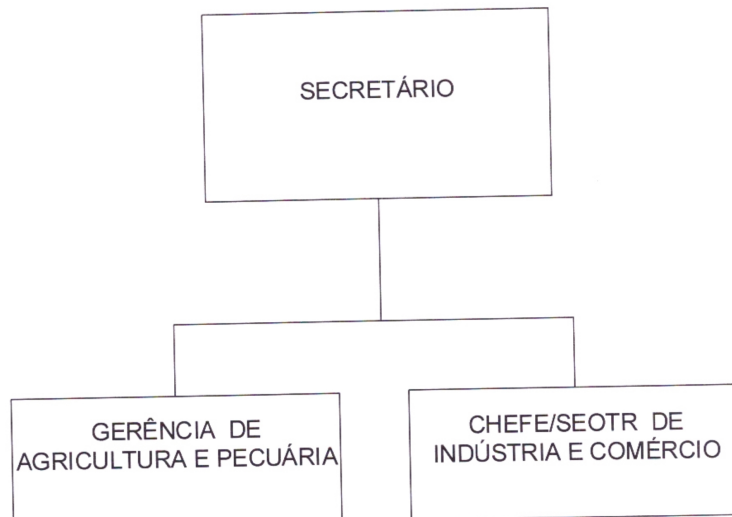 SECRETÁRIO
GERÊNCIA DE
AGRICULTURA E PECUÁRIA
CHEFE/SEOTR DE
INDÚSTRIA E COMÉRCIO